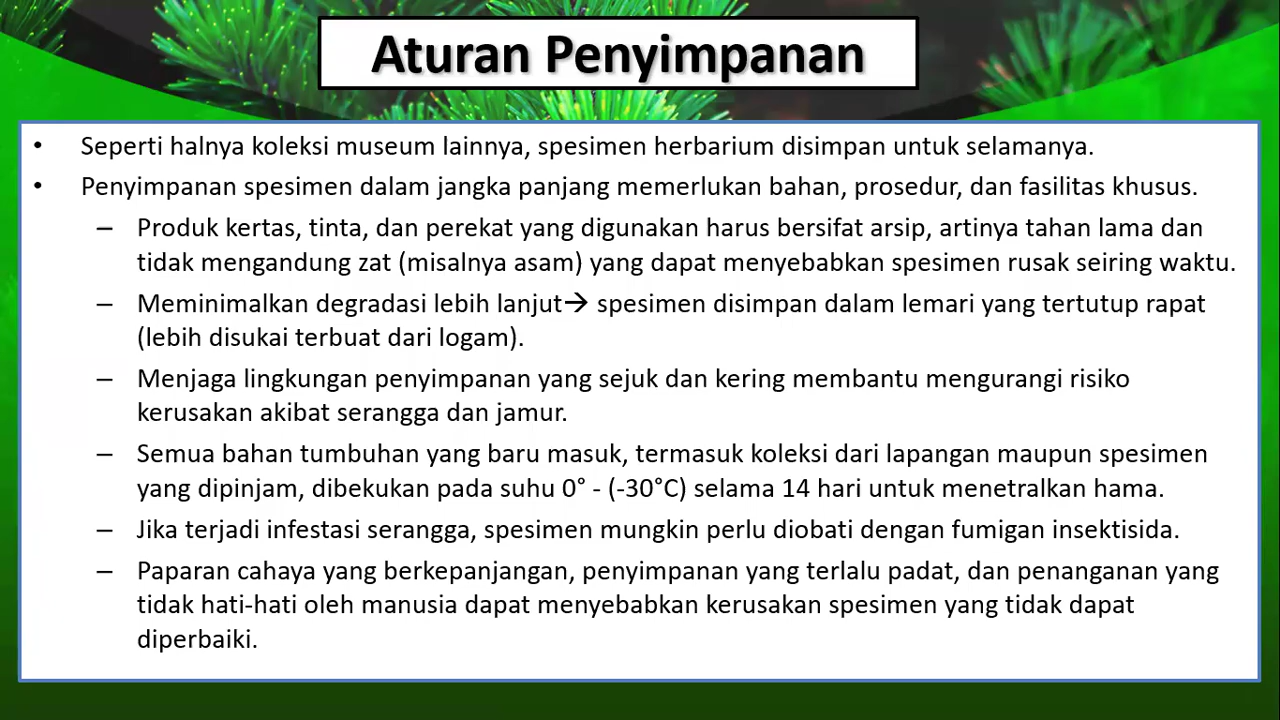 Aturan Penyimpanan
• Seperti halnya koleksi museum lainnya, spesimen herbarium disimpan untuk selamanya.
• Penyimpanan spesimen dalam jangka panjang memerlukan bahan, prosedur, dan fasilitas khusus.
– Produk kertas, tinta, dan perekat yang digunakan harus bersifat arsip, artinya tahan lama dan
tidak mengandung zat (misalnya asam) yang dapat menyebabkan spesimen rusak seiring waktu.
– Meminimalkan degradasi lebih lanjut→ spesimen disimpan dalam lemari yang tertutup rapat
(lebih disukai terbuat dari logam).
– Menjaga lingkungan penyimpanan yang sejuk dan kering membantu mengurangi risiko
kerusakan akibat serangga dan jamur.
– Semua bahan tumbuhan yang baru masuk, termasuk koleksi dari lapangan maupun spesimen
yang dipinjam, dibekukan pada suhu 0° - (-30°C) selama 14 hari untuk menetralkan hama.
– Jika terjadi infestasi serangga, spesimen mungkin perlu diobati dengan fumigan insektisida.
– Paparan cahaya yang berkepanjangan, penyimpanan yang terlalu padat, dan penanganan yang
tidak hati-hati oleh manusia dapat menyebabkan kerusakan spesimen yang tidak dapat
diperbaiki.